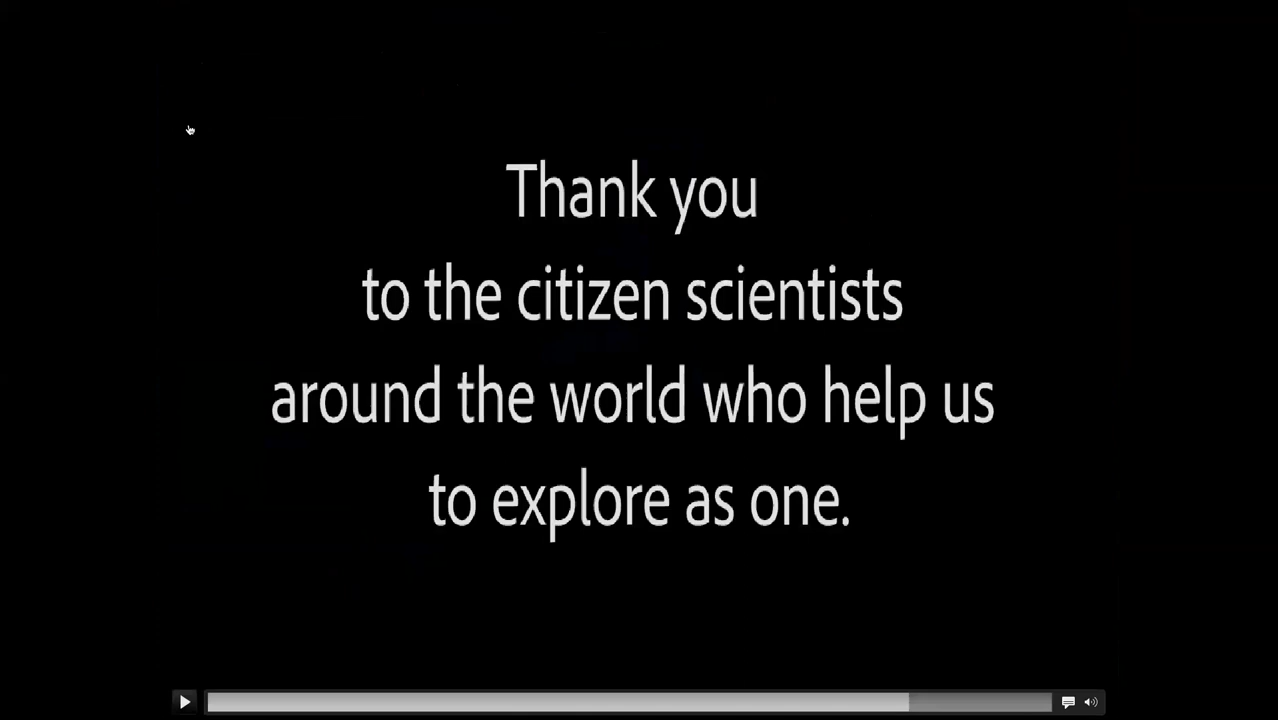 Thank you
to the citizen scientists
around the world who help us
to explore as one.